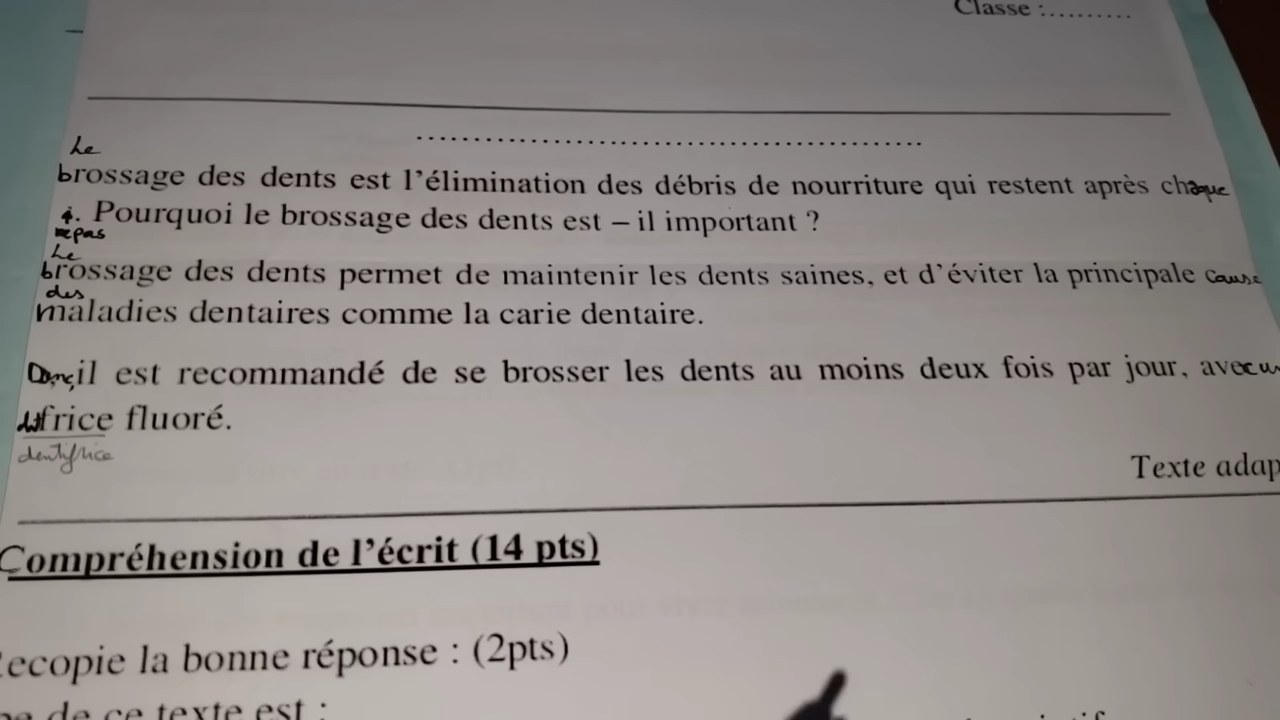 Classe :..........
..................................................
Le
brossage des dents est l'élimination des débris de nourriture qui restent après chaque
repas
. Pourquoi le brossage des dents est – il important ?
Le
brossage des dents permet de maintenir les dents saines, et d'éviter la principale cause
des
maladies dentaires comme la carie dentaire.
Donc, il est recommandé de se brosser les dents au moins deux fois par jour, avec
frice fluoré.
dentifrice
Texte adap
Compréhension de l'écrit (14 pts)
ecopie la bonne réponse : (2pts)
de ce texte est :